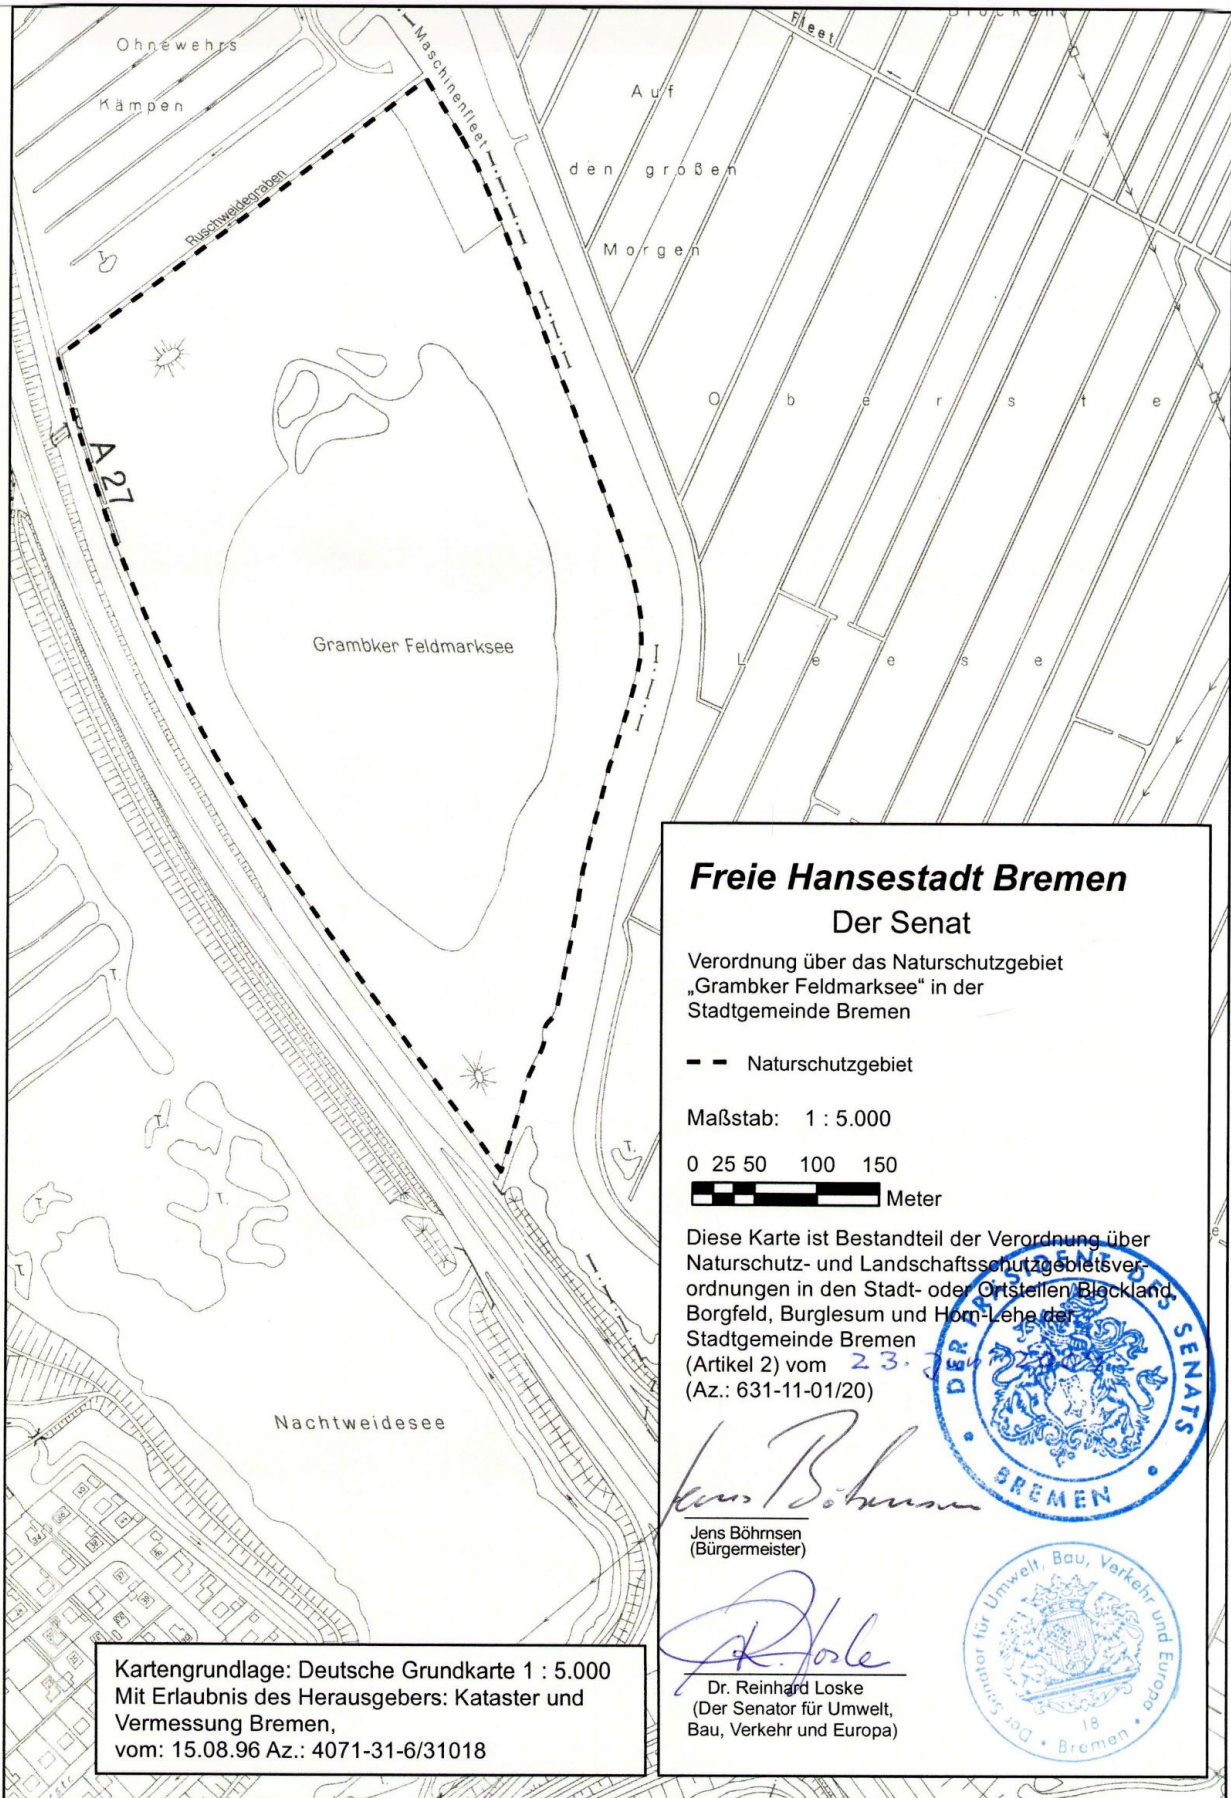 Ohnewehrs
Kämpen
Maschinenfleet
Fleet
Auf
den großen
Morgen
Ruschweidegraben
T.
A 27
Oberste
Leese
Grambker Feldmarksee
T.
T.
T.
T.
T.
T.
Nachtweidesee
Freie Hansestadt Bremen
Der Senat
Verordnung über das Naturschutzgebiet
„Grambker Feldmarksee“ in der
Stadtgemeinde Bremen
Naturschutzgebiet
Maßstab: 1 : 5.000
0 25 50 100 150
Meter
Diese Karte ist Bestandteil der Verordnung über
Naturschutz- und Landschaftsschutzgebietsver-
ordnungen in den Stadt- oder Ortsteilen Blockland,
Borgfeld, Burglesum und Horn-Lehe der
Stadtgemeinde Bremen
(Artikel 2) vom 23.
(Az.: 631-11-01/20)
DER PRÄSIDENT DES SENATS
BREMEN
Jens Böhrnsen
Jens Böhrnsen
(Bürgermeister)
R. Loske
Dr. Reinhard Loske
(Der Senator für Umwelt,
Bau, Verkehr und Europa)
Der Senator für Umwelt, Bau, Verkehr und Europa
18
Bremen
Kartengrundlage: Deutsche Grundkarte 1 : 5.000
Mit Erlaubnis des Herausgebers: Kataster und
Vermessung Bremen,
vom: 15.08.96 Az.: 4071-31-6/31018